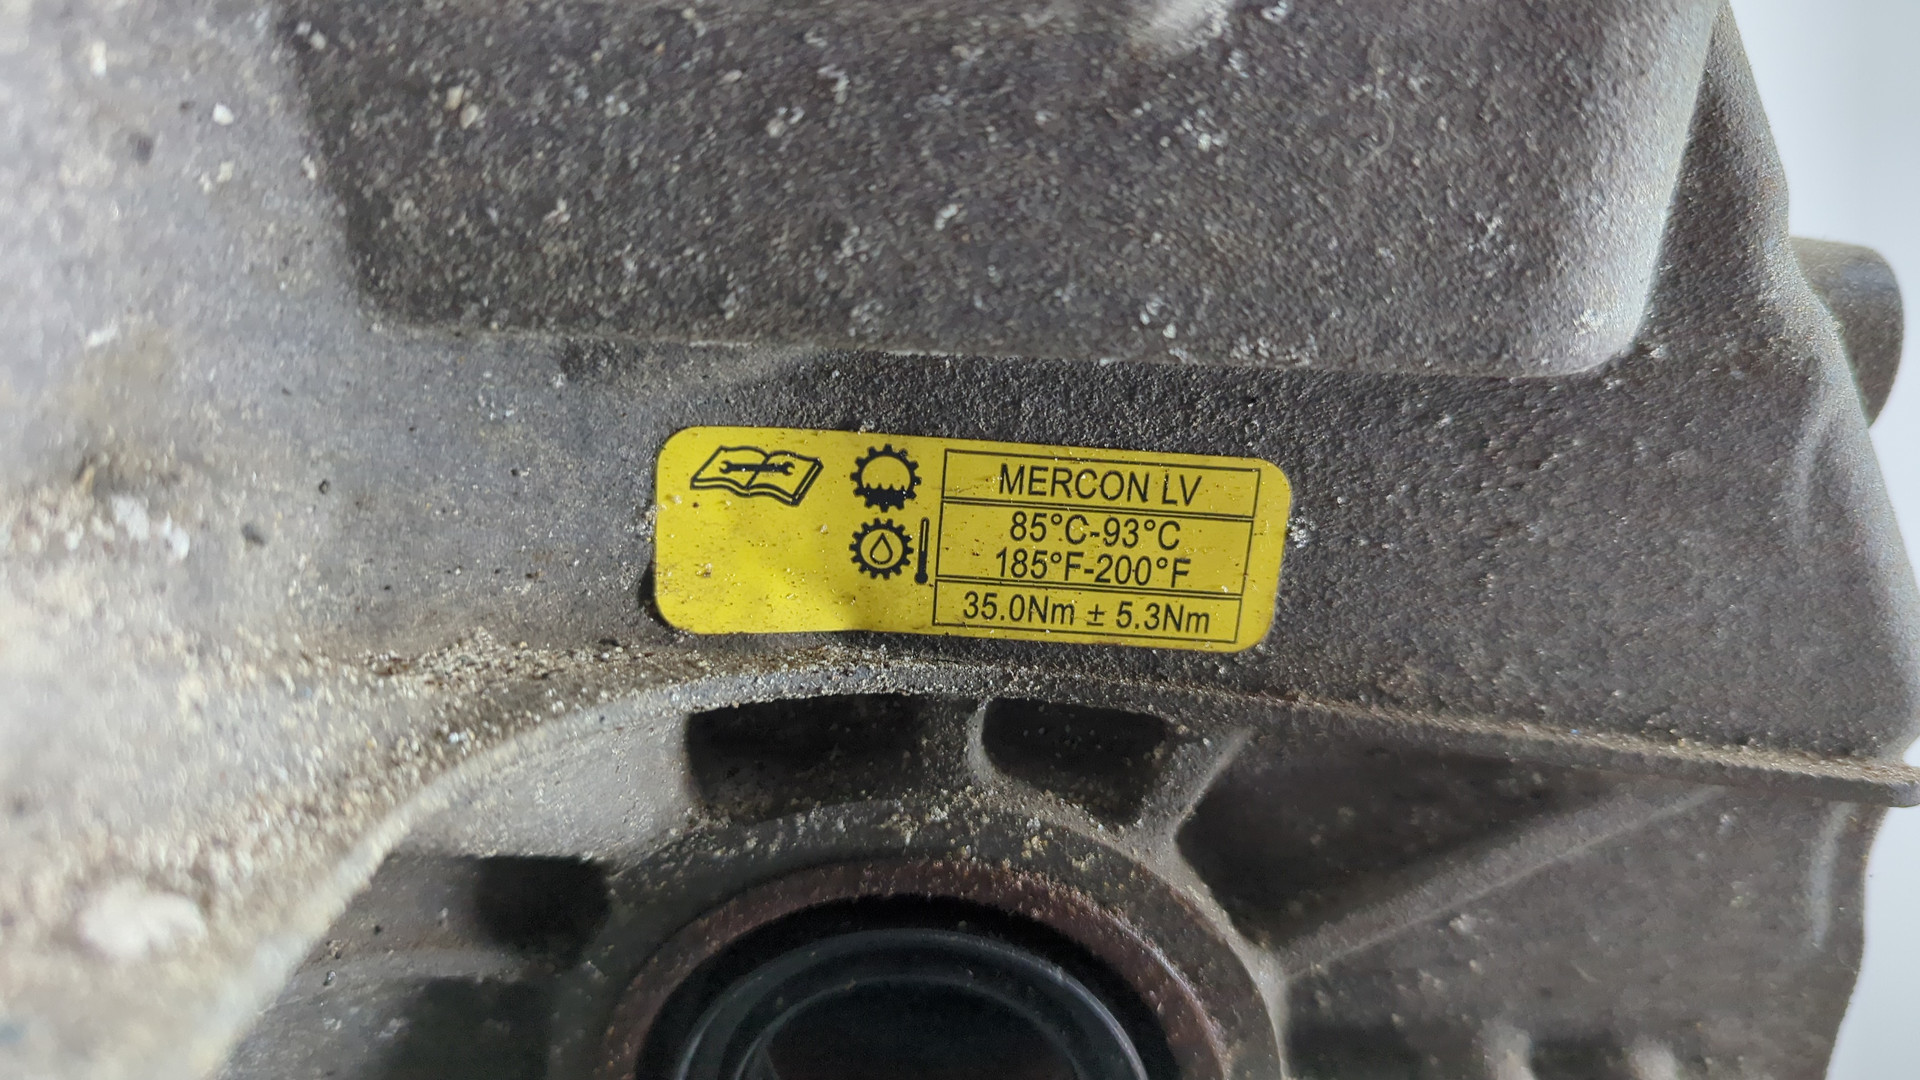 MERCON LV
85°C-93°C
185°F-200°F
35.0Nm ± 5.3Nm